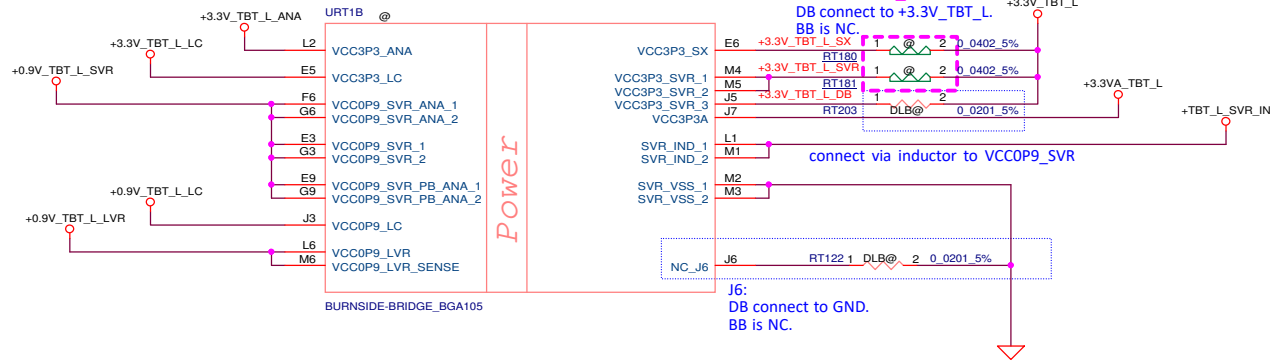 DB connect to +3.3V_TBT_L.
BB is NC.
+3.3V_TBT_L
URT1B @
+3.3V_TBT_L_ANA
+3.3V_TBT_L_LC
+0.9V_TBT_L_SVR
L2 VCC3P3_ANA
E5 VCC3P3_LC
F6 VCC0P9_SVR_ANA_1
G6 VCC0P9_SVR_ANA_2
E3 VCC0P9_SVR_1
G3 VCC0P9_SVR_2
E9 VCC0P9_SVR_PB_ANA_1
G9 VCC0P9_SVR_PB_ANA_2
+0.9V_TBT_L_LC
J3 VCC0P9_LC
+0.9V_TBT_L_LVR
L6 VCC0P9_LVR
M6 VCC0P9_LVR_SENSE
Power
BURNSIDE-BRIDGE_BGA105
VCC3P3_SX E6 +3.3V_TBT_L_SX 1 @ 2 0_0402_5%
RT180
VCC3P3_SVR_1 M4 +3.3V_TBT_L_SVR 1 @ 2 0_0402_5%
VCC3P3_SVR_2 M5 RT181
VCC3P3_SVR_3 J5 +3.3V_TBT_L_DB 1 2
VCC3P3A J7 RT203 DLB@ 0_0201_5%
+3.3VA_TBT_L
+TBT_L_SVR_IN
SVR_IND_1 L1
SVR_IND_2 M1
connect via inductor to VCC0P9_SVR
SVR_VSS_1 M2
SVR_VSS_2 M3
NC_J6 J6 RT122 1 DLB@ 2 0_0201_5%
J6:
DB connect to GND.
BB is NC.